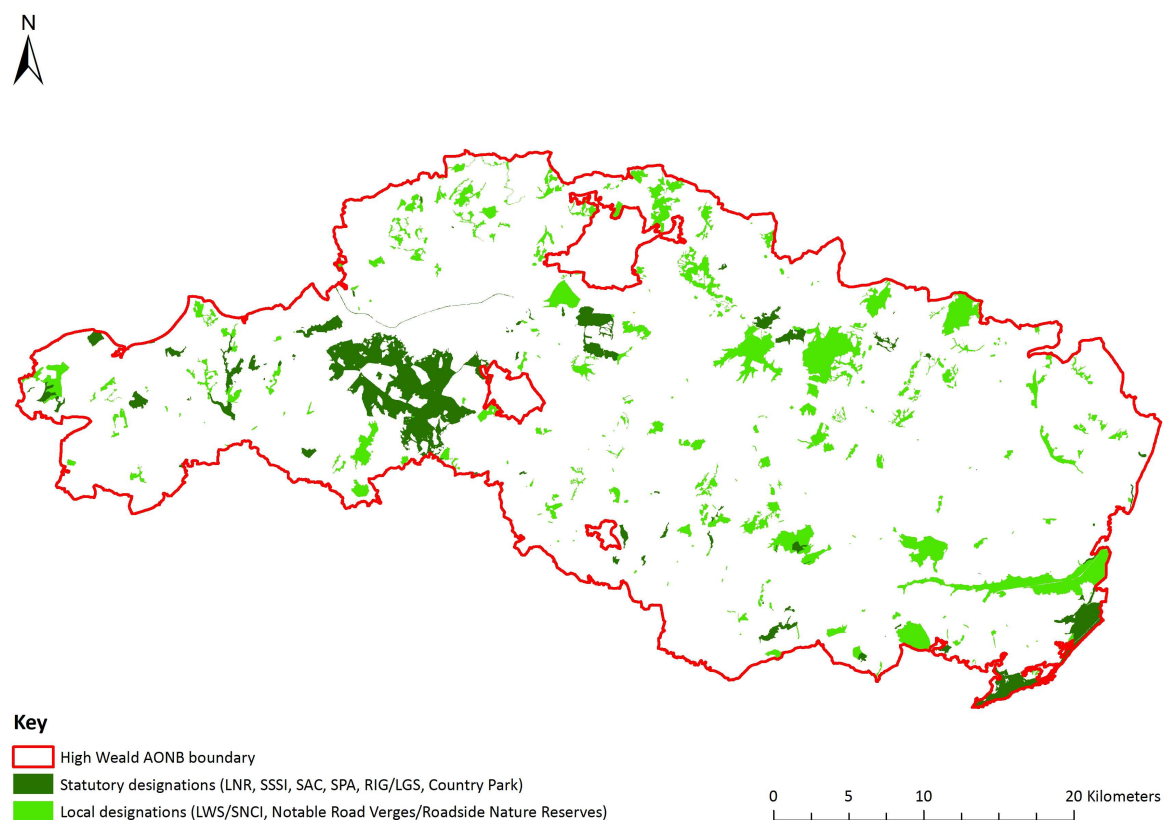 N
Key
High Weald AONB boundary
Statutory designations (LNR, SSSI, SAC, SPA, RIG/LGS, Country Park)
Local designations (LWS/SNCI, Notable Road Verges/Roadside Nature Reserves)
0 5 10 20 Kilometers